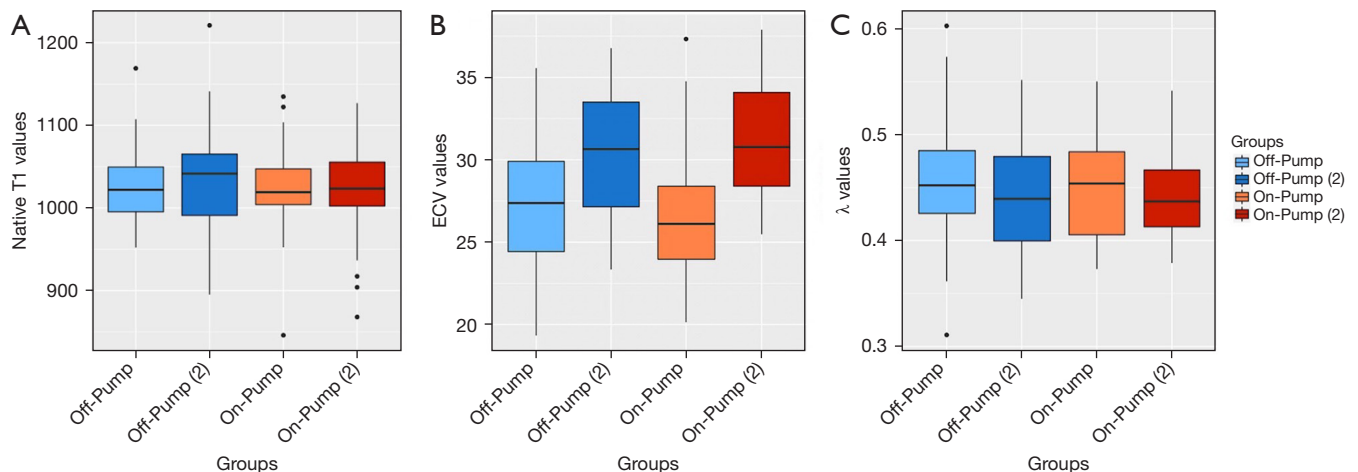 A
Native T1 values
1200
1100
1000
900
Off-Pump
Off-Pump (2)
On-Pump
On-Pump (2)
Groups
B
ECV values
35
30
25
20
Off-Pump
Off-Pump (2)
On-Pump
On-Pump (2)
Groups
C
λ values
0.6
0.5
0.4
0.3
Off-Pump
Off-Pump (2)
On-Pump
On-Pump (2)
Groups
Groups
Off-Pump
Off-Pump (2)
On-Pump
On-Pump (2)